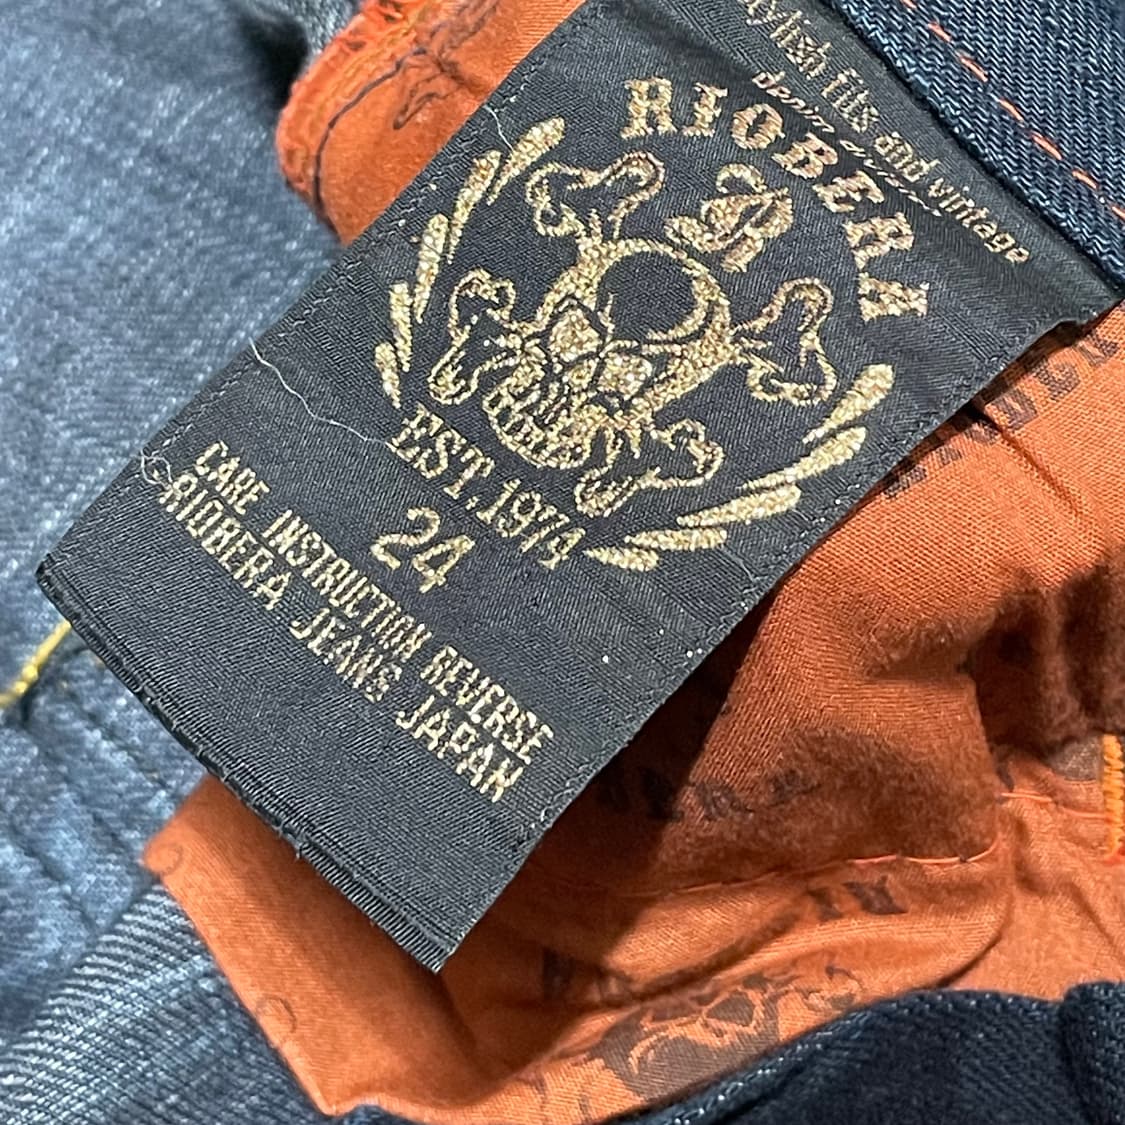 stylish fits and vintage
denim
RIOBERA
R
EST.1979
24
CARE INSTRUCTION REVERSE
RIOBERA JEANS JAPAN